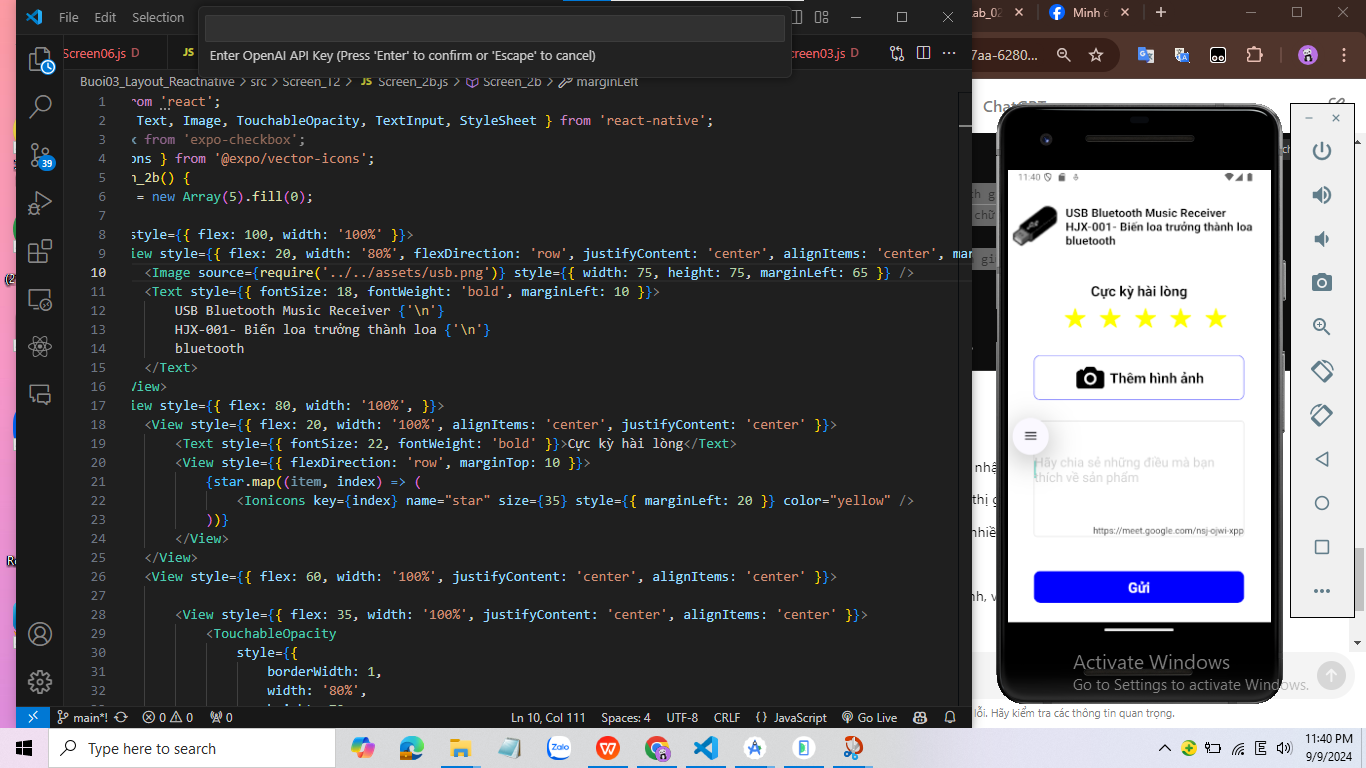 File Edit Selection
Enter OpenAI API Key (Press 'Enter' to confirm or 'Escape' to cancel)
Screen06.js D
JS
creen03.js D
Buoi03_Layout_Reactnative > src > Screen_12 > JS Screen_2b.js > Screen_2b > marginLeft
1 rom 'react';
2 Text, Image, TouchableOpacity, TextInput, StyleSheet } from 'react-native';
3 x from 'expo-checkbox';
4 ons } from '@expo/vector-icons';
5 n_2b() {
6 = new Array(5).fill(0);
7
8 style={{ flex: 100, width: '100%' }}>
9 iew style={{ flex: 20, width: '80%', flexDirection: 'row', justifyContent: 'center', alignItems: 'center', mar
10 <Image source={require('../../assets/usb.png')} style={{ width: 75, height: 75, marginLeft: 65 }} />
11 <Text style={{ fontSize: 18, fontWeight: 'bold', marginLeft: 10 }}>
12 USB Bluetooth Music Receiver {'\n'}
13 HJX-001- Biến loa trưởng thành loa {'\n'}
14 bluetooth
15 </Text>
16 View>
17 iew style={{ flex: 80, width: '100%', }}>
18 <View style={{ flex: 20, width: '100%', alignItems: 'center', justifyContent: 'center' }}>
19 <Text style={{ fontSize: 22, fontWeight: 'bold' }}>Cực kỳ hài lòng</Text>
20 <View style={{ flexDirection: 'row', marginTop: 10 }}>
21 {star.map((item, index) => (
22 <Ionicons key={index} name="star" size={35} style={{ marginLeft: 20 }} color="yellow" />
23 ))}
24 </View>
25 </View>
26 <View style={{ flex: 60, width: '100%', justifyContent: 'center', alignItems: 'center' }}>
27
28 <View style={{ flex: 35, width: '100%', justifyContent: 'center', alignItems: 'center' }}>
29 <TouchableOpacity
30 style={{
31 borderWidth: 1,
32 width: '80%',
39
main*! 0 0 0
Ln 10, Col 111 Spaces: 4 UTF-8 CRLF {} JavaScript Go Live
Lab_02
Minh
7aa-6280...
ChatGPT
11:40
USB Bluetooth Music Receiver
HJX-001- Biến loa trưởng thành loa
bluetooth
Cực kỳ hài lòng
Thêm hình ảnh
Hãy chia sẻ những điều mà bạn
thích về sản phẩm
https://meet.google.com/nsj-ojwi-xpp
Gửi
Activate Windows
Go to Settings to activate Windows.
lỗi. Hãy kiểm tra các thông tin quan trọng.
Type here to search
Zalo
11:40 PM
9/9/2024